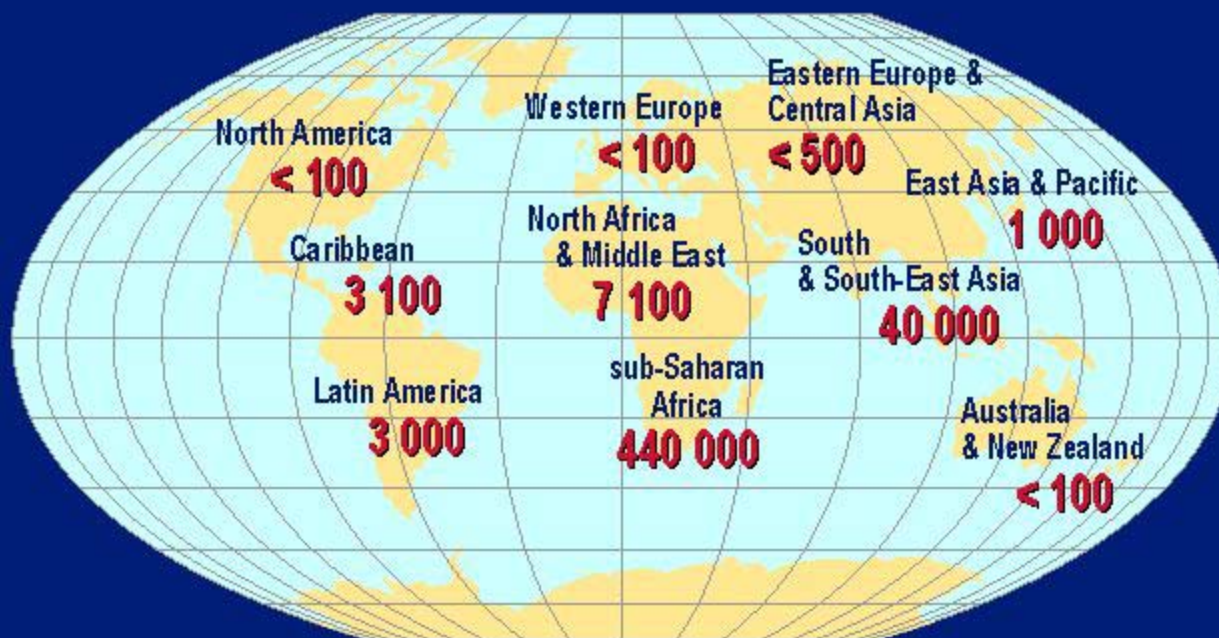 North America
< 100
Western Europe
< 100
Eastern Europe &
Central Asia
< 500
East Asia & Pacific
1 000
Caribbean
3 100
North Africa
& Middle East
7 100
South
& South-East Asia
40 000
Latin America
3 000
sub-Saharan
Africa
440 000
Australia
& New Zealand
< 100